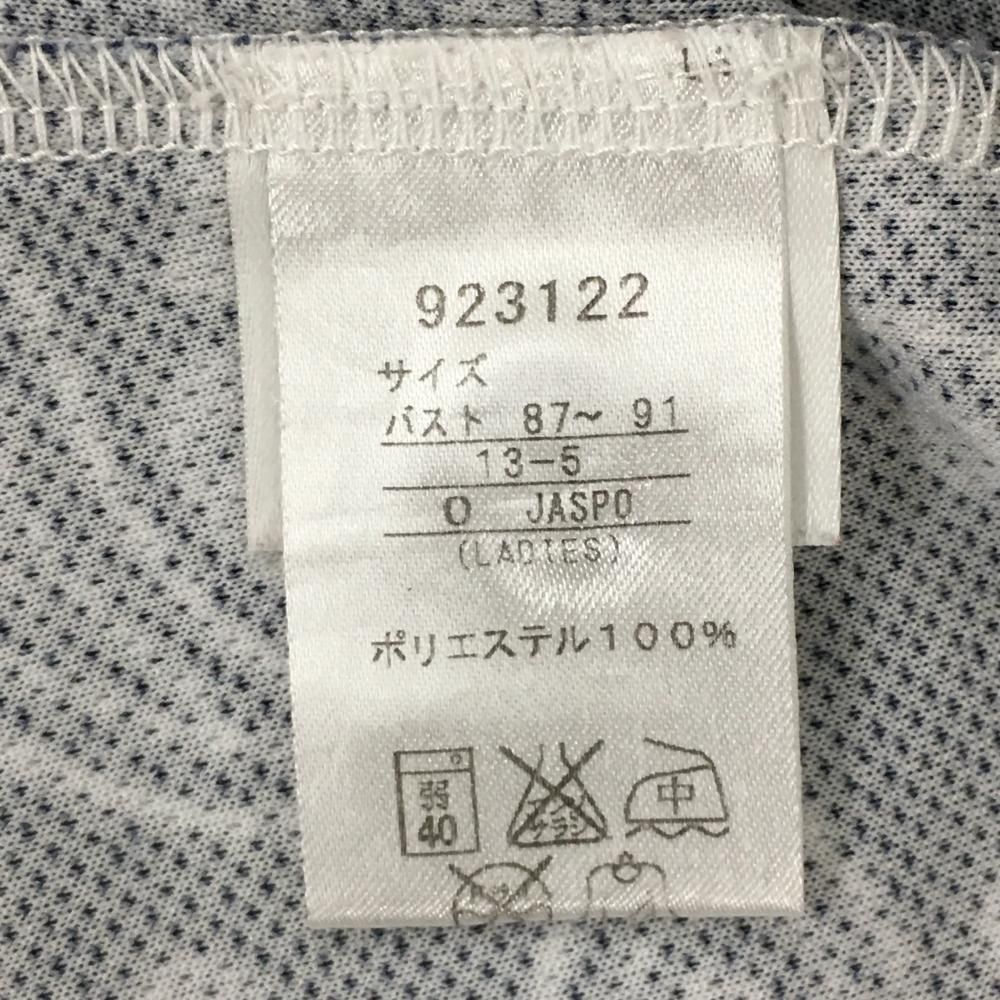 923122
サイズ
バスト 87〜 91
13-5
O JASPO
(LADIES)
ポリエステル100%
弱 中
40